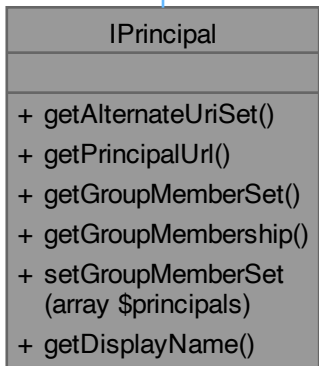 IPrincipal
+ getAlternateUriSet()
+ getPrincipalUrl()
+ getGroupMemberSet()
+ getGroupMembership()
+ setGroupMemberSet
(array $principals)
+ getDisplayName()